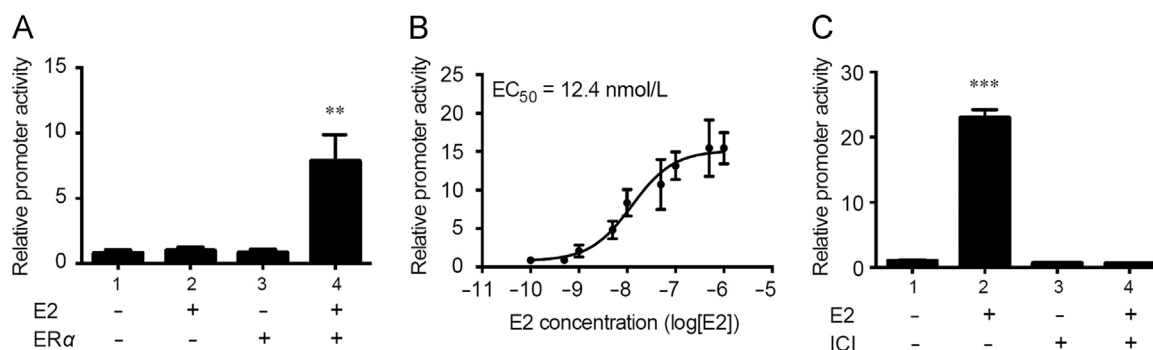 A
Relative promoter activity
15
10
5
0
**
1 2 3 4
E2 – + – +
ERα – – + +
B
Relative promoter activity
25
20
15
10
5
0
EC50 = 12.4 nmol/L
–11 –10 –9 –8 –7 –6 –5
E2 concentration (log[E2])
C
Relative promoter activity
30
20
10
0
***
1 2 3 4
E2 – + – +
ICI – – + +